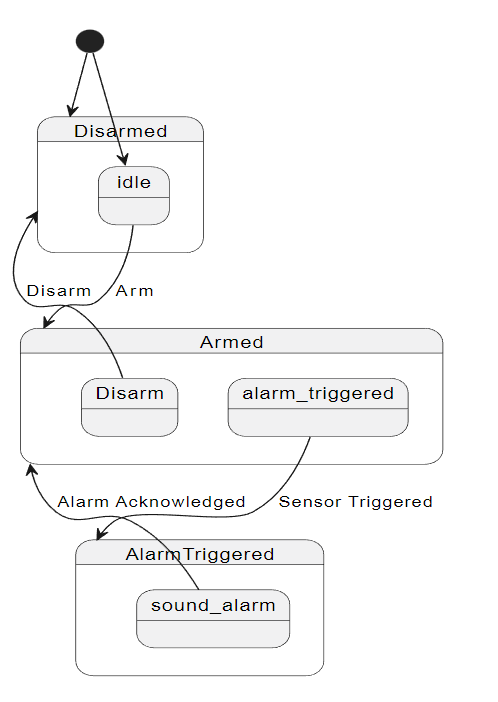 Disarmed
idle
Disarm Arm
Armed
Disarm alarm_triggered
Alarm Acknowledged Sensor Triggered
AlarmTriggered
sound_alarm